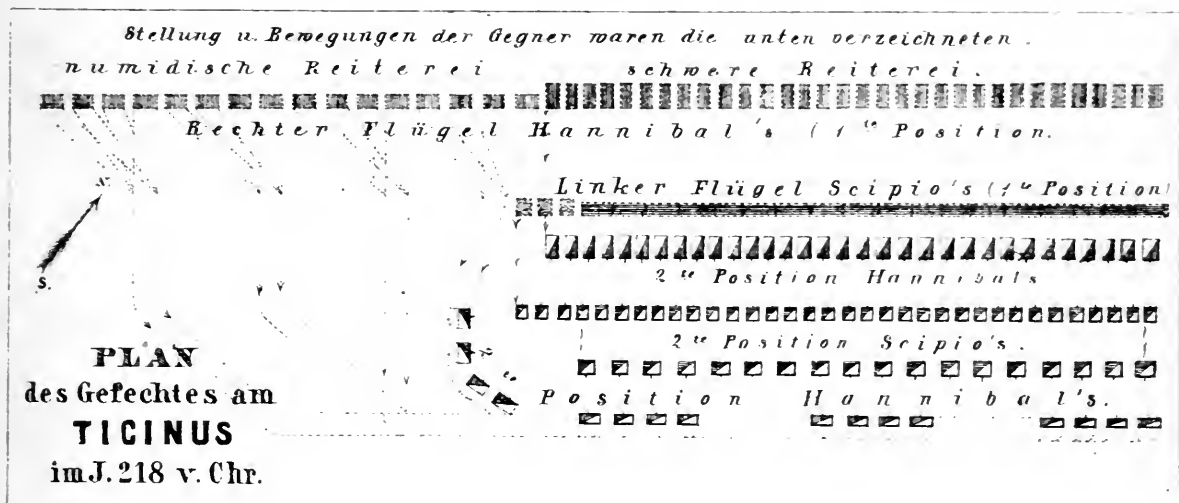 Stellung u. Bewegungen der Gegner waren die unten verzeichneten.
numidische Reiterei schwere Reiterei.
Rechter Flügel Hannibal's (1te Position.
Linker Flügel Scipio's (1te Position)
N.
S.
2te Position Hannibals
2te Position Scipio's.
Position Hannibal's.
PLAN
des Gefechtes am
TICINUS
im J. 218 v. Chr.